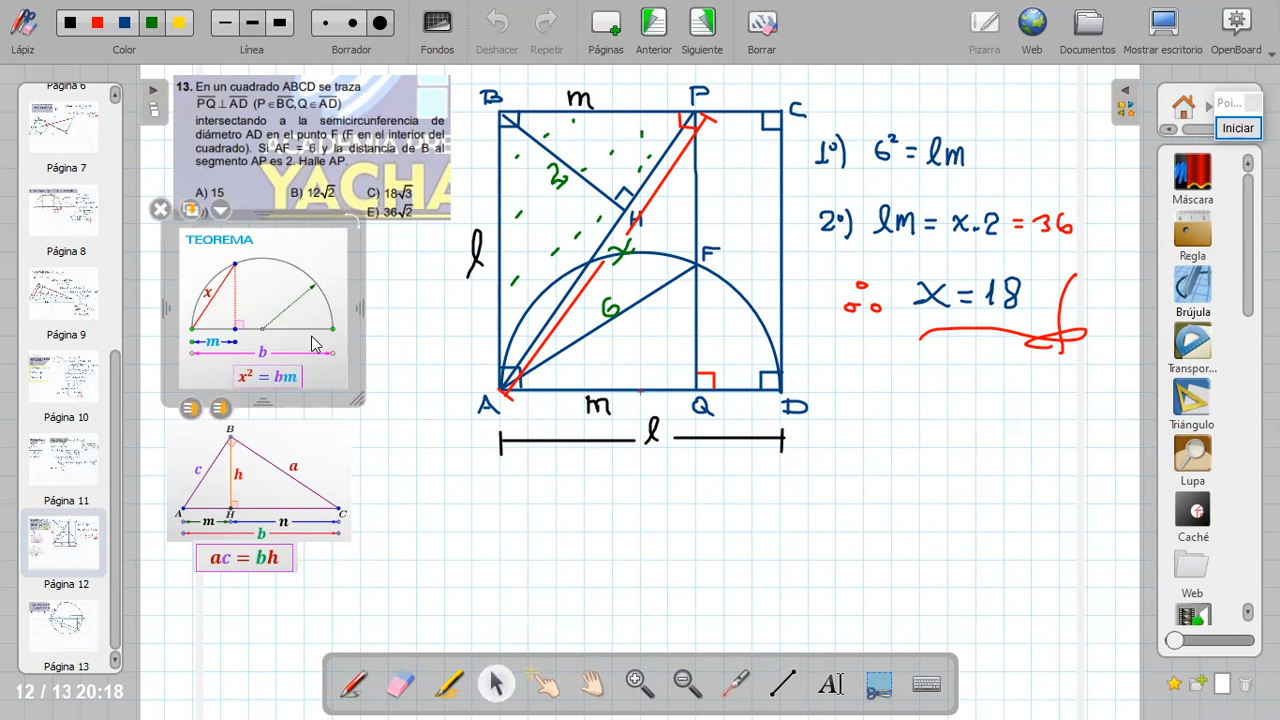 Lápiz
Color
Línea
Borrador
Fondos
Deshacer
Repetir
Páginas
Anterior
Siguiente
Borrar
Pizarra
Web
Documentos
Mostrar escritorio
OpenBoard
Página 6
Página 7
Página 8
Página 9
Página 10
Página 11
Página 12
Página 13
12 / 13 20:18
13. En un cuadrado ABCD se traza
PQ ⊥ AD (P ∈ BC, Q ∈ AD)
intersectando a la semicircunferencia de
diámetro AD en el punto F (F en el interior del
cuadrado). Si AF = 6 y la distancia de B al
segmento AP es 2. Halle AP.
A) 15 B) 12√2 C) 18√3
E) 36√2
YACHA
TEOREMA
x
m
b
x² = bm
B
c
h
a
A
H
C
m
n
b
ac = bh
B
m
P
C
2
H
l
x
F
6
A
m
Q
D
l
1º) 6² = lm
2º) lm = x.2 = 36
∴ x = 18
Poi...
Iniciar
Máscara
Regla
Brújula
Transpor...
Triángulo
Lupa
Caché
Web
AI